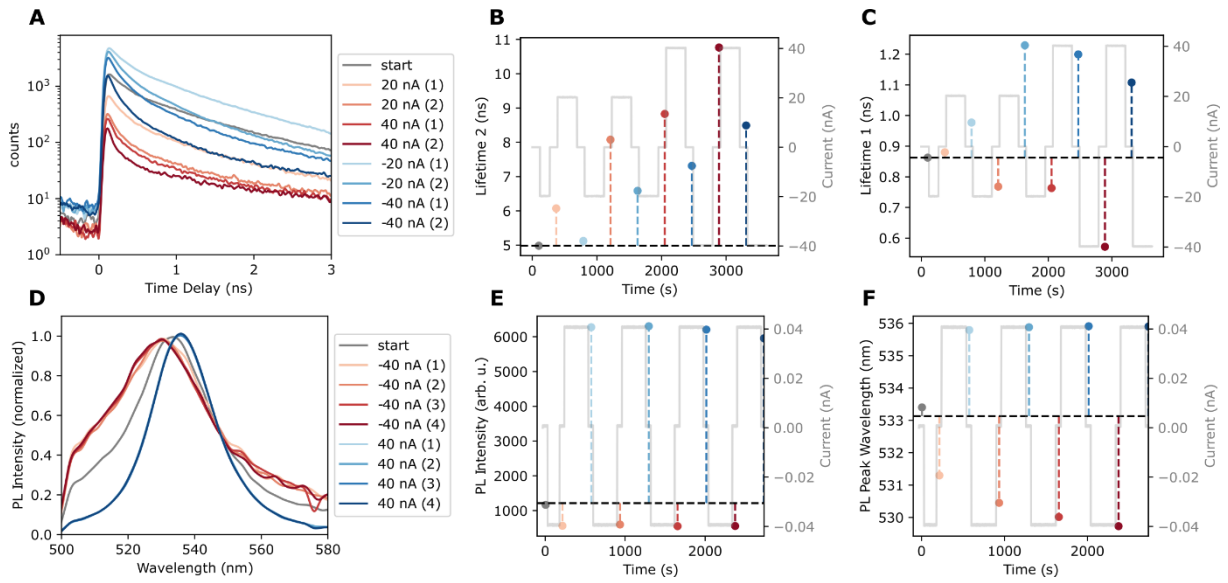 A
counts
10^3
10^2
10^1
10^0
0
1
2
3
Time Delay (ns)
start
20 nA (1)
20 nA (2)
40 nA (1)
40 nA (2)
-20 nA (1)
-20 nA (2)
-40 nA (1)
-40 nA (2)
B
Lifetime 2 (ns)
11
10
9
8
7
6
5
0
1000
2000
3000
Time (s)
40
20
0
−20
−40
Current (nA)
C
Lifetime 1 (ns)
1.2
1.1
1.0
0.9
0.8
0.7
0.6
0
1000
2000
3000
Time (s)
40
20
0
−20
−40
Current (nA)
D
PL Intensity (normalized)
1.0
0.8
0.6
0.4
0.2
0.0
500
520
540
560
580
Wavelength (nm)
start
-40 nA (1)
-40 nA (2)
-40 nA (3)
-40 nA (4)
40 nA (1)
40 nA (2)
40 nA (3)
40 nA (4)
E
PL Intensity (arb. u.)
6000
5000
4000
3000
2000
1000
0
1000
2000
Time (s)
0.04
0.02
0.00
−0.02
−0.04
Current (nA)
F
PL Peak Wavelength (nm)
536
535
534
533
532
531
530
0
1000
2000
Time (s)
0.04
0.02
0.00
−0.02
−0.04
Current (nA)